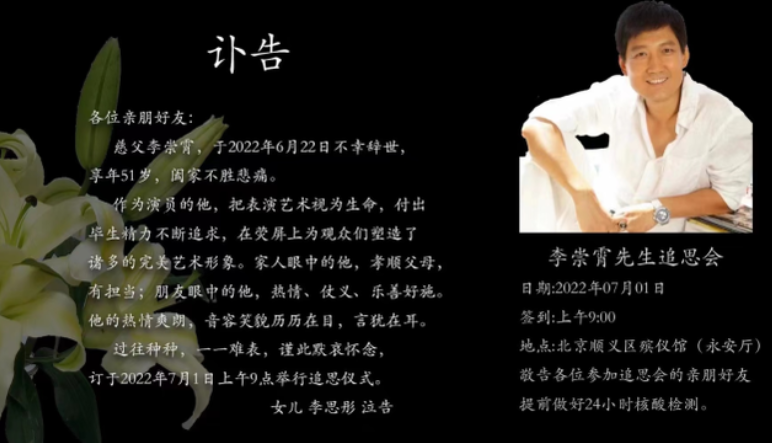 讣告
各位亲朋好友：
慈父李崇霄，于2022年6月22日不幸辞世，
享年51岁，阖家不胜悲痛。
作为演员的他，把表演艺术视为生命，付出
毕生精力不断追求，在荧屏上为观众们塑造了
诸多的完美艺术形象。家人眼中的他，孝顺父母，
有担当；朋友眼中的他，热情、仗义、乐善好施。
他的热情爽朗，音容笑貌历历在目，言犹在耳。
过往种种，一一难表，谨此默哀怀念，
订于2022年7月1日上午9点举行追思仪式。
女儿 李思彤 泣告
李崇霄先生追思会
日期:2022年07月01日
签到:上午9:00
地点:北京顺义区殡仪馆（永安厅）
敬告各位参加追思会的亲朋好友
提前做好24小时核酸检测。